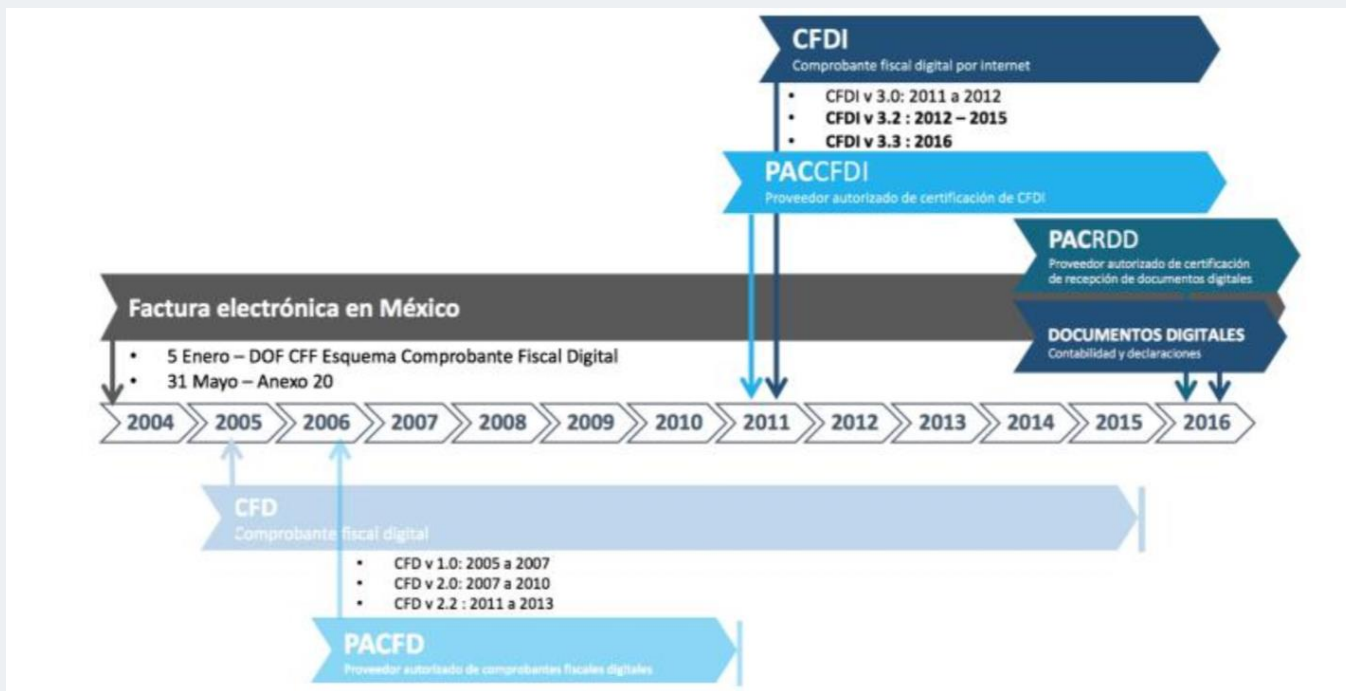 CFDI
Comprobante fiscal digital por internet
• CFDI v 3.0: 2011 a 2012
• CFDI v 3.2 : 2012 – 2015
• CFDI v 3.3 : 2016
PACCFDI
Proveedor autorizado de certificación de CFDI
PACRDD
Proveedor autorizado de certificación
de recepción de documentos digitales
Factura electrónica en México
DOCUMENTOS DIGITALES
Contabilidad y declaraciones
• 5 Enero – DOF CFF Esquema Comprobante Fiscal Digital
• 31 Mayo – Anexo 20
2004 2005 2006 2007 2008 2009 2010 2011 2012 2013 2014 2015 2016
CFD
Comprobante fiscal digital
• CFD v 1.0: 2005 a 2007
• CFD v 2.0: 2007 a 2010
• CFD v 2.2 : 2011 a 2013
PACFD
Proveedor autorizado de comprobantes fiscales digitales